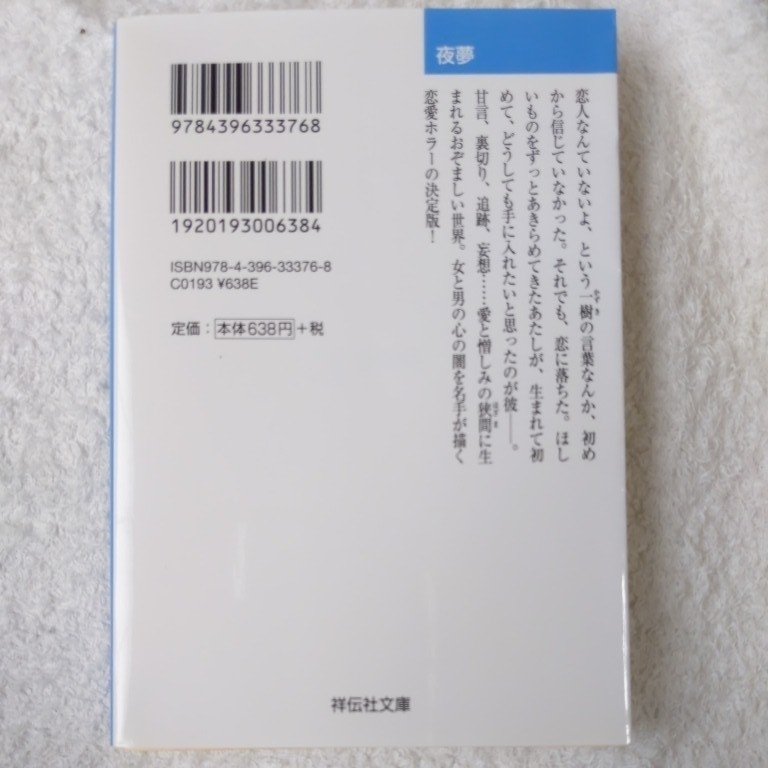 夜夢
恋人なんていないよ、という一樹の言葉なんか、初め
から信じていなかった。それでも、恋に落ちた。ほし
いものをずっとあきらめてきたあたしが、生まれて初
めて、どうしても手に入れたいと思ったのが彼――。
甘言、裏切り、追跡、妄想……愛と憎しみの狭間に生
まれるおぞましい世界。女と男の心の闇を名手が描く
恋愛ホラーの決定版！
かずき
はざま
9784396333768
1920193006384
ISBN978-4-396-33376-8
C0193 ¥638E
定価：本体638円+税
祥伝社文庫